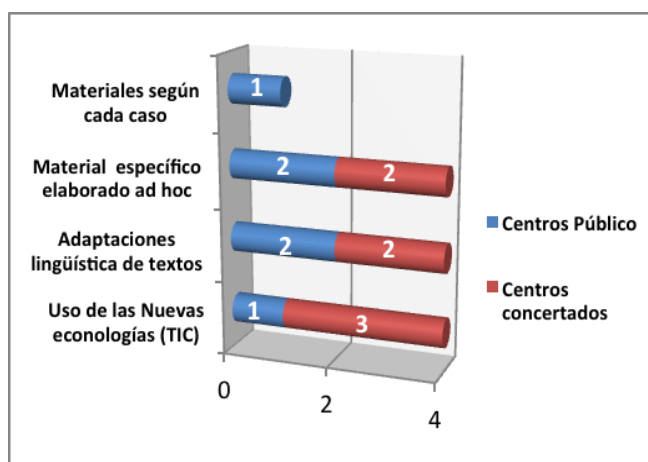 Materiales según
cada caso
1
Material específico
elaborado ad hoc
2 2
Adaptaciones
lingüística de textos
2 2
Uso de las Nuevas
econologías (TIC)
1 3
0 2 4
Centros Público
Centros
concertados